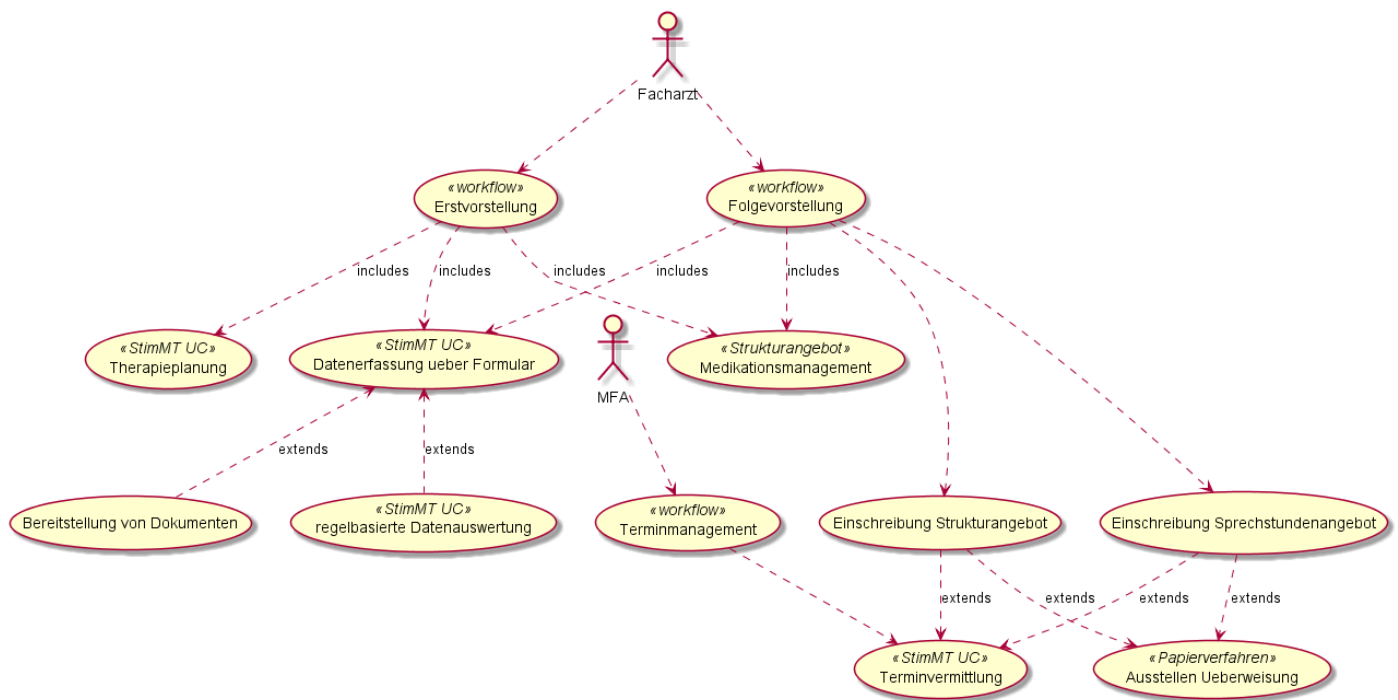 Facharzt
«workflow»
Erstvorstellung
«workflow»
Folgevorstellung
includes
includes
includes
includes
includes
«StimMT UC»
Therapieplanung
«StimMT UC»
Datenerfassung ueber Formular
MFA
«Strukturangebot»
Medikationsmanagement
extends
extends
Bereitstellung von Dokumenten
«StimMT UC»
regelbasierte Datenauswertung
«workflow»
Terminmanagement
Einschreibung Strukturangebot
Einschreibung Sprechstundenangebot
extends
extends
extends
extends
«StimMT UC»
Terminvermittlung
«Papierverfahren»
Ausstellen Ueberweisung